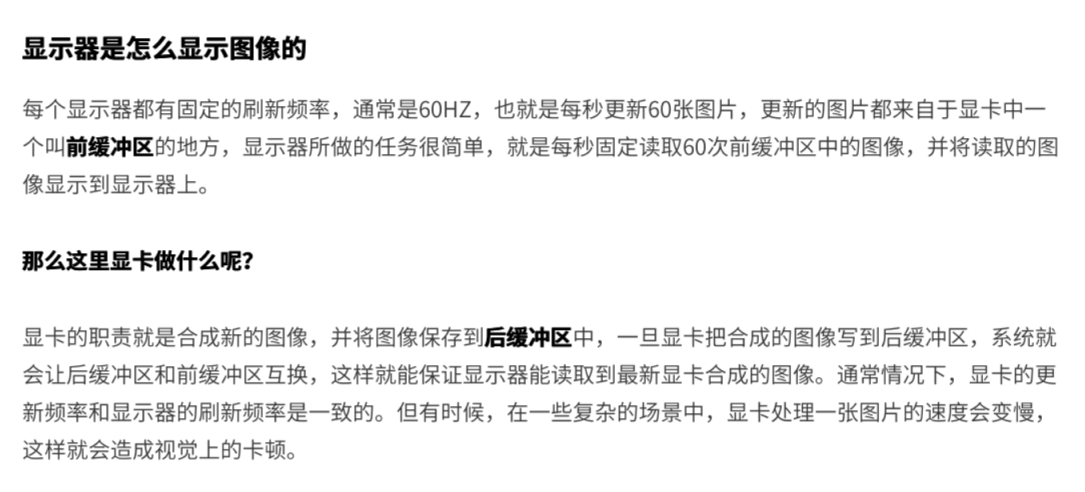 显示器是怎么显示图像的
每个显示器都有固定的刷新频率，通常是60HZ，也就是每秒更新60张图片，更新的图片都来自于显卡中一
个叫前缓冲区的地方，显示器所做的任务很简单，就是每秒固定读取60次前缓冲区中的图像，并将读取的图
像显示到显示器上。
那么这里显卡做什么呢？
显卡的职责就是合成新的图像，并将图像保存到后缓冲区中，一旦显卡把合成的图像写到后缓冲区，系统就
会让后缓冲区和前缓冲区互换，这样就能保证显示器能读取到最新显卡合成的图像。通常情况下，显卡的更
新频率和显示器的刷新频率是一致的。但有时候，在一些复杂的场景中，显卡处理一张图片的速度会变慢，
这样就会造成视觉上的卡顿。